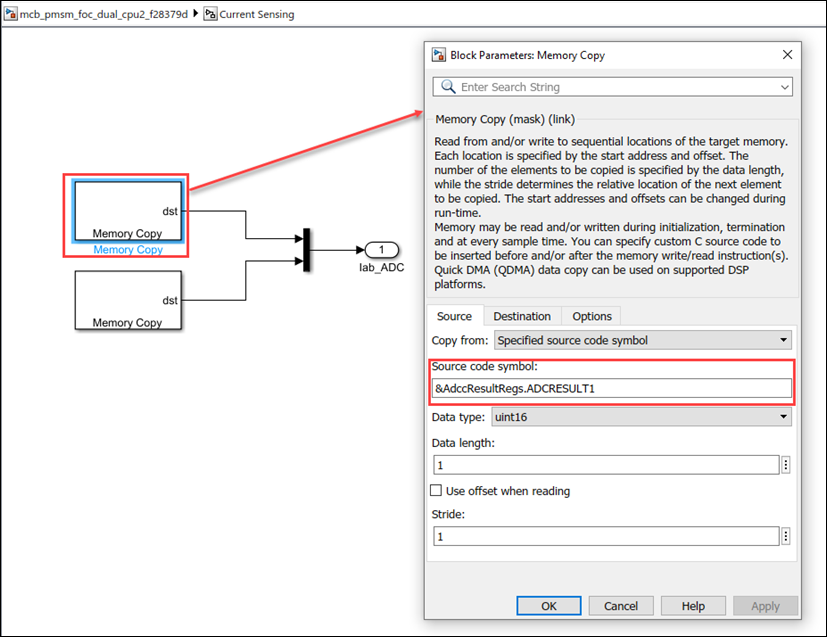 mcb_pmsm_foc_dual_cpu2_f28379d Current Sensing
Block Parameters: Memory Copy
Enter Search String
Memory Copy (mask) (link)
Read from and/or write to sequential locations of the target memory.
Each location is specified by the start address and offset. The
number of the elements to be copied is specified by the data length,
while the stride determines the relative location of the next element
to be copied. The start addresses and offsets can be changed during
run-time.
Memory may be read and/or written during initialization, termination
and at every sample time. You can specify custom C source code to
be inserted before and/or after the memory write/read instruction(s).
Quick DMA (QDMA) data copy can be used on supported DSP
platforms.
Source Destination Options
Copy from: Specified source code symbol
Source code symbol:
&AdccResultRegs.ADCRESULT1
Data type: uint16
Data length:
1
Use offset when reading
Stride:
1
OK Cancel Help Apply
dst
Memory Copy
Memory Copy
dst
Memory Copy
1
Iab_ADC